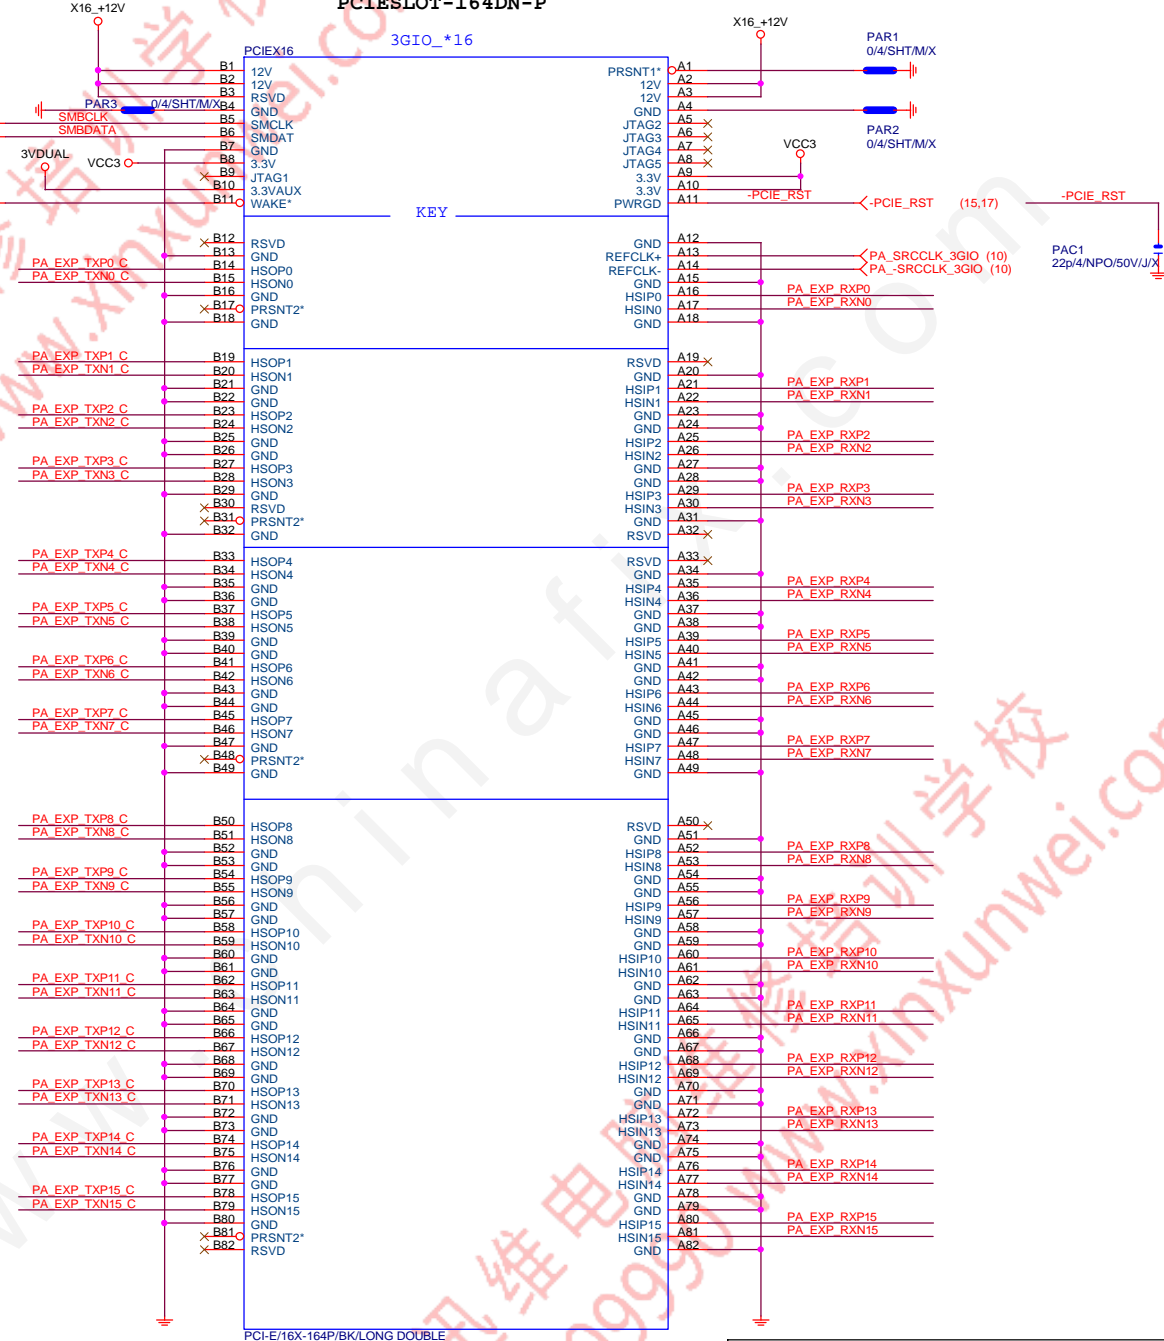 PCIESLOT-164DN-P
X16_+12V
X16_+12V
3GIO_*16
PCIEX16
PAR1
0/4/SHT/M/X
PAR3
0/4/SHT/M/X
PAR2
0/4/SHT/M/X
SMBCLK
SMBDATA
3VDUAL
VCC3
VCC3
KEY
-PCIE_RST
-PCIE_RST (15,17)
-PCIE_RST
PAC1
22p/4/NPO/50V/J/X
PA_SRCCLK_3GIO (10)
PA_-SRCCLK_3GIO (10)
B1 12V PRSNT1* A1
B2 12V 12V A2
B3 RSVD 12V A3
B4 GND GND A4
B5 SMCLK JTAG2 A5
B6 SMDAT JTAG3 A6
B7 GND JTAG4 A7
B8 3.3V JTAG5 A8
B9 JTAG1 3.3V A9
B10 3.3VAUX 3.3V A10
B11 WAKE* PWRGD A11
B12 RSVD GND A12
B13 GND REFCLK+ A13
PA_EXP_TXP0_C B14 HSOP0 REFCLK- A14
PA_EXP_TXN0_C B15 HSON0 GND A15
B16 GND HSIP0 A16 PA_EXP_RXP0
B17 PRSNT2* HSIN0 A17 PA_EXP_RXN0
B18 GND GND A18
PA_EXP_TXP1_C B19 HSOP1 RSVD A19
PA_EXP_TXN1_C B20 HSON1 GND A20
B21 GND HSIP1 A21 PA_EXP_RXP1
B22 GND HSIN1 A22 PA_EXP_RXN1
PA_EXP_TXP2_C B23 HSOP2 GND A23
PA_EXP_TXN2_C B24 HSON2 GND A24
B25 GND HSIP2 A25 PA_EXP_RXP2
B26 GND HSIN2 A26 PA_EXP_RXN2
PA_EXP_TXP3_C B27 HSOP3 GND A27
PA_EXP_TXN3_C B28 HSON3 GND A28
B29 GND HSIP3 A29 PA_EXP_RXP3
B30 RSVD HSIN3 A30 PA_EXP_RXN3
B31 PRSNT2* GND A31
B32 GND RSVD A32
PA_EXP_TXP4_C B33 HSOP4 RSVD A33
PA_EXP_TXN4_C B34 HSON4 GND A34
B35 GND HSIP4 A35 PA_EXP_RXP4
B36 GND HSIN4 A36 PA_EXP_RXN4
PA_EXP_TXP5_C B37 HSOP5 GND A37
PA_EXP_TXN5_C B38 HSON5 GND A38
B39 GND HSIP5 A39 PA_EXP_RXP5
B40 GND HSIN5 A40 PA_EXP_RXN5
PA_EXP_TXP6_C B41 HSOP6 GND A41
PA_EXP_TXN6_C B42 HSON6 GND A42
B43 GND HSIP6 A43 PA_EXP_RXP6
B44 GND HSIN6 A44 PA_EXP_RXN6
PA_EXP_TXP7_C B45 HSOP7 GND A45
PA_EXP_TXN7_C B46 HSON7 GND A46
B47 GND HSIP7 A47 PA_EXP_RXP7
B48 PRSNT2* HSIN7 A48 PA_EXP_RXN7
B49 GND GND A49
PA_EXP_TXP8_C B50 HSOP8 RSVD A50
PA_EXP_TXN8_C B51 HSON8 GND A51
B52 GND HSIP8 A52 PA_EXP_RXP8
B53 GND HSIN8 A53 PA_EXP_RXN8
PA_EXP_TXP9_C B54 HSOP9 GND A54
PA_EXP_TXN9_C B55 HSON9 GND A55
B56 GND HSIP9 A56 PA_EXP_RXP9
B57 GND HSIN9 A57 PA_EXP_RXN9
PA_EXP_TXP10_C B58 HSOP10 GND A58
PA_EXP_TXN10_C B59 HSON10 GND A59
B60 GND HSIP10 A60 PA_EXP_RXP10
B61 GND HSIN10 A61 PA_EXP_RXN10
PA_EXP_TXP11_C B62 HSOP11 GND A62
PA_EXP_TXN11_C B63 HSON11 GND A63
B64 GND HSIP11 A64 PA_EXP_RXP11
B65 GND HSIN11 A65 PA_EXP_RXN11
PA_EXP_TXP12_C B66 HSOP12 GND A66
PA_EXP_TXN12_C B67 HSON12 GND A67
B68 GND HSIP12 A68 PA_EXP_RXP12
B69 GND HSIN12 A69 PA_EXP_RXN12
PA_EXP_TXP13_C B70 HSOP13 GND A70
PA_EXP_TXN13_C B71 HSON13 GND A71
B72 GND HSIP13 A72 PA_EXP_RXP13
B73 GND HSIN13 A73 PA_EXP_RXN13
PA_EXP_TXP14_C B74 HSOP14 GND A74
PA_EXP_TXN14_C B75 HSON14 GND A75
B76 GND HSIP14 A76 PA_EXP_RXP14
B77 GND HSIN14 A77 PA_EXP_RXN14
PA_EXP_TXP15_C B78 HSOP15 GND A78
PA_EXP_TXN15_C B79 HSON15 GND A79
B80 GND HSIP15 A80 PA_EXP_RXP15
B81 PRSNT2* HSIN15 A81 PA_EXP_RXN15
B82 RSVD GND A82
PCI-E/16X-164P/BK/LONG DOUBLE
修培训学校
www.xinxunwei.com
迅维电脑维修培训学校
09990 www.xinxunwei.com